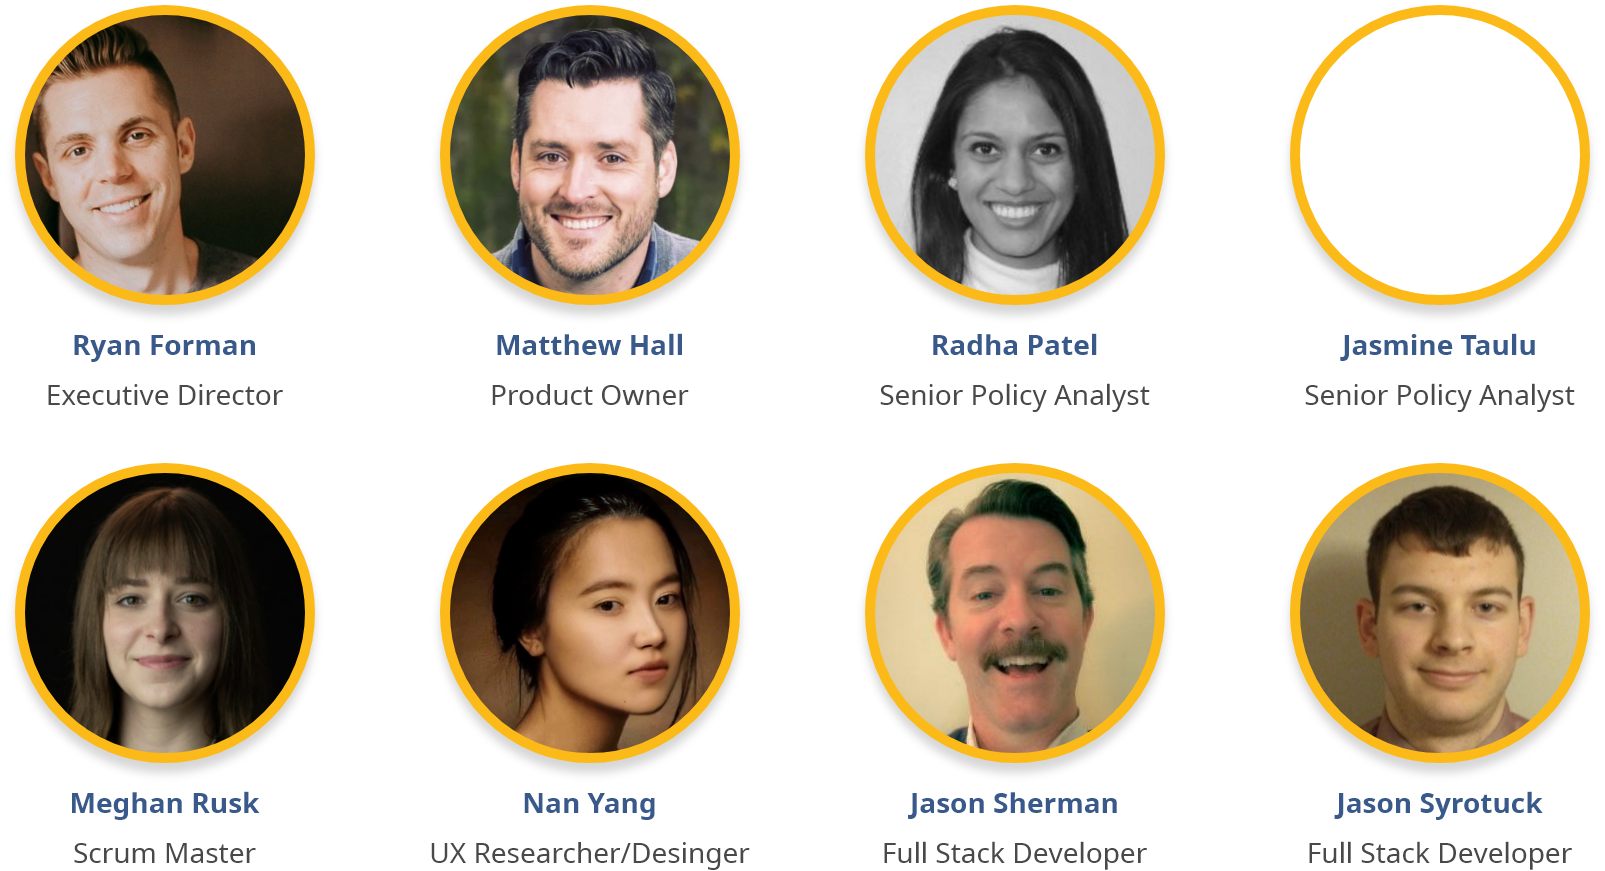 Ryan Forman
Executive Director
Matthew Hall
Product Owner
Radha Patel
Senior Policy Analyst
Jasmine Taulu
Senior Policy Analyst
Meghan Rusk
Scrum Master
Nan Yang
UX Researcher/Desinger
Jason Sherman
Full Stack Developer
Jason Syrotuck
Full Stack Developer